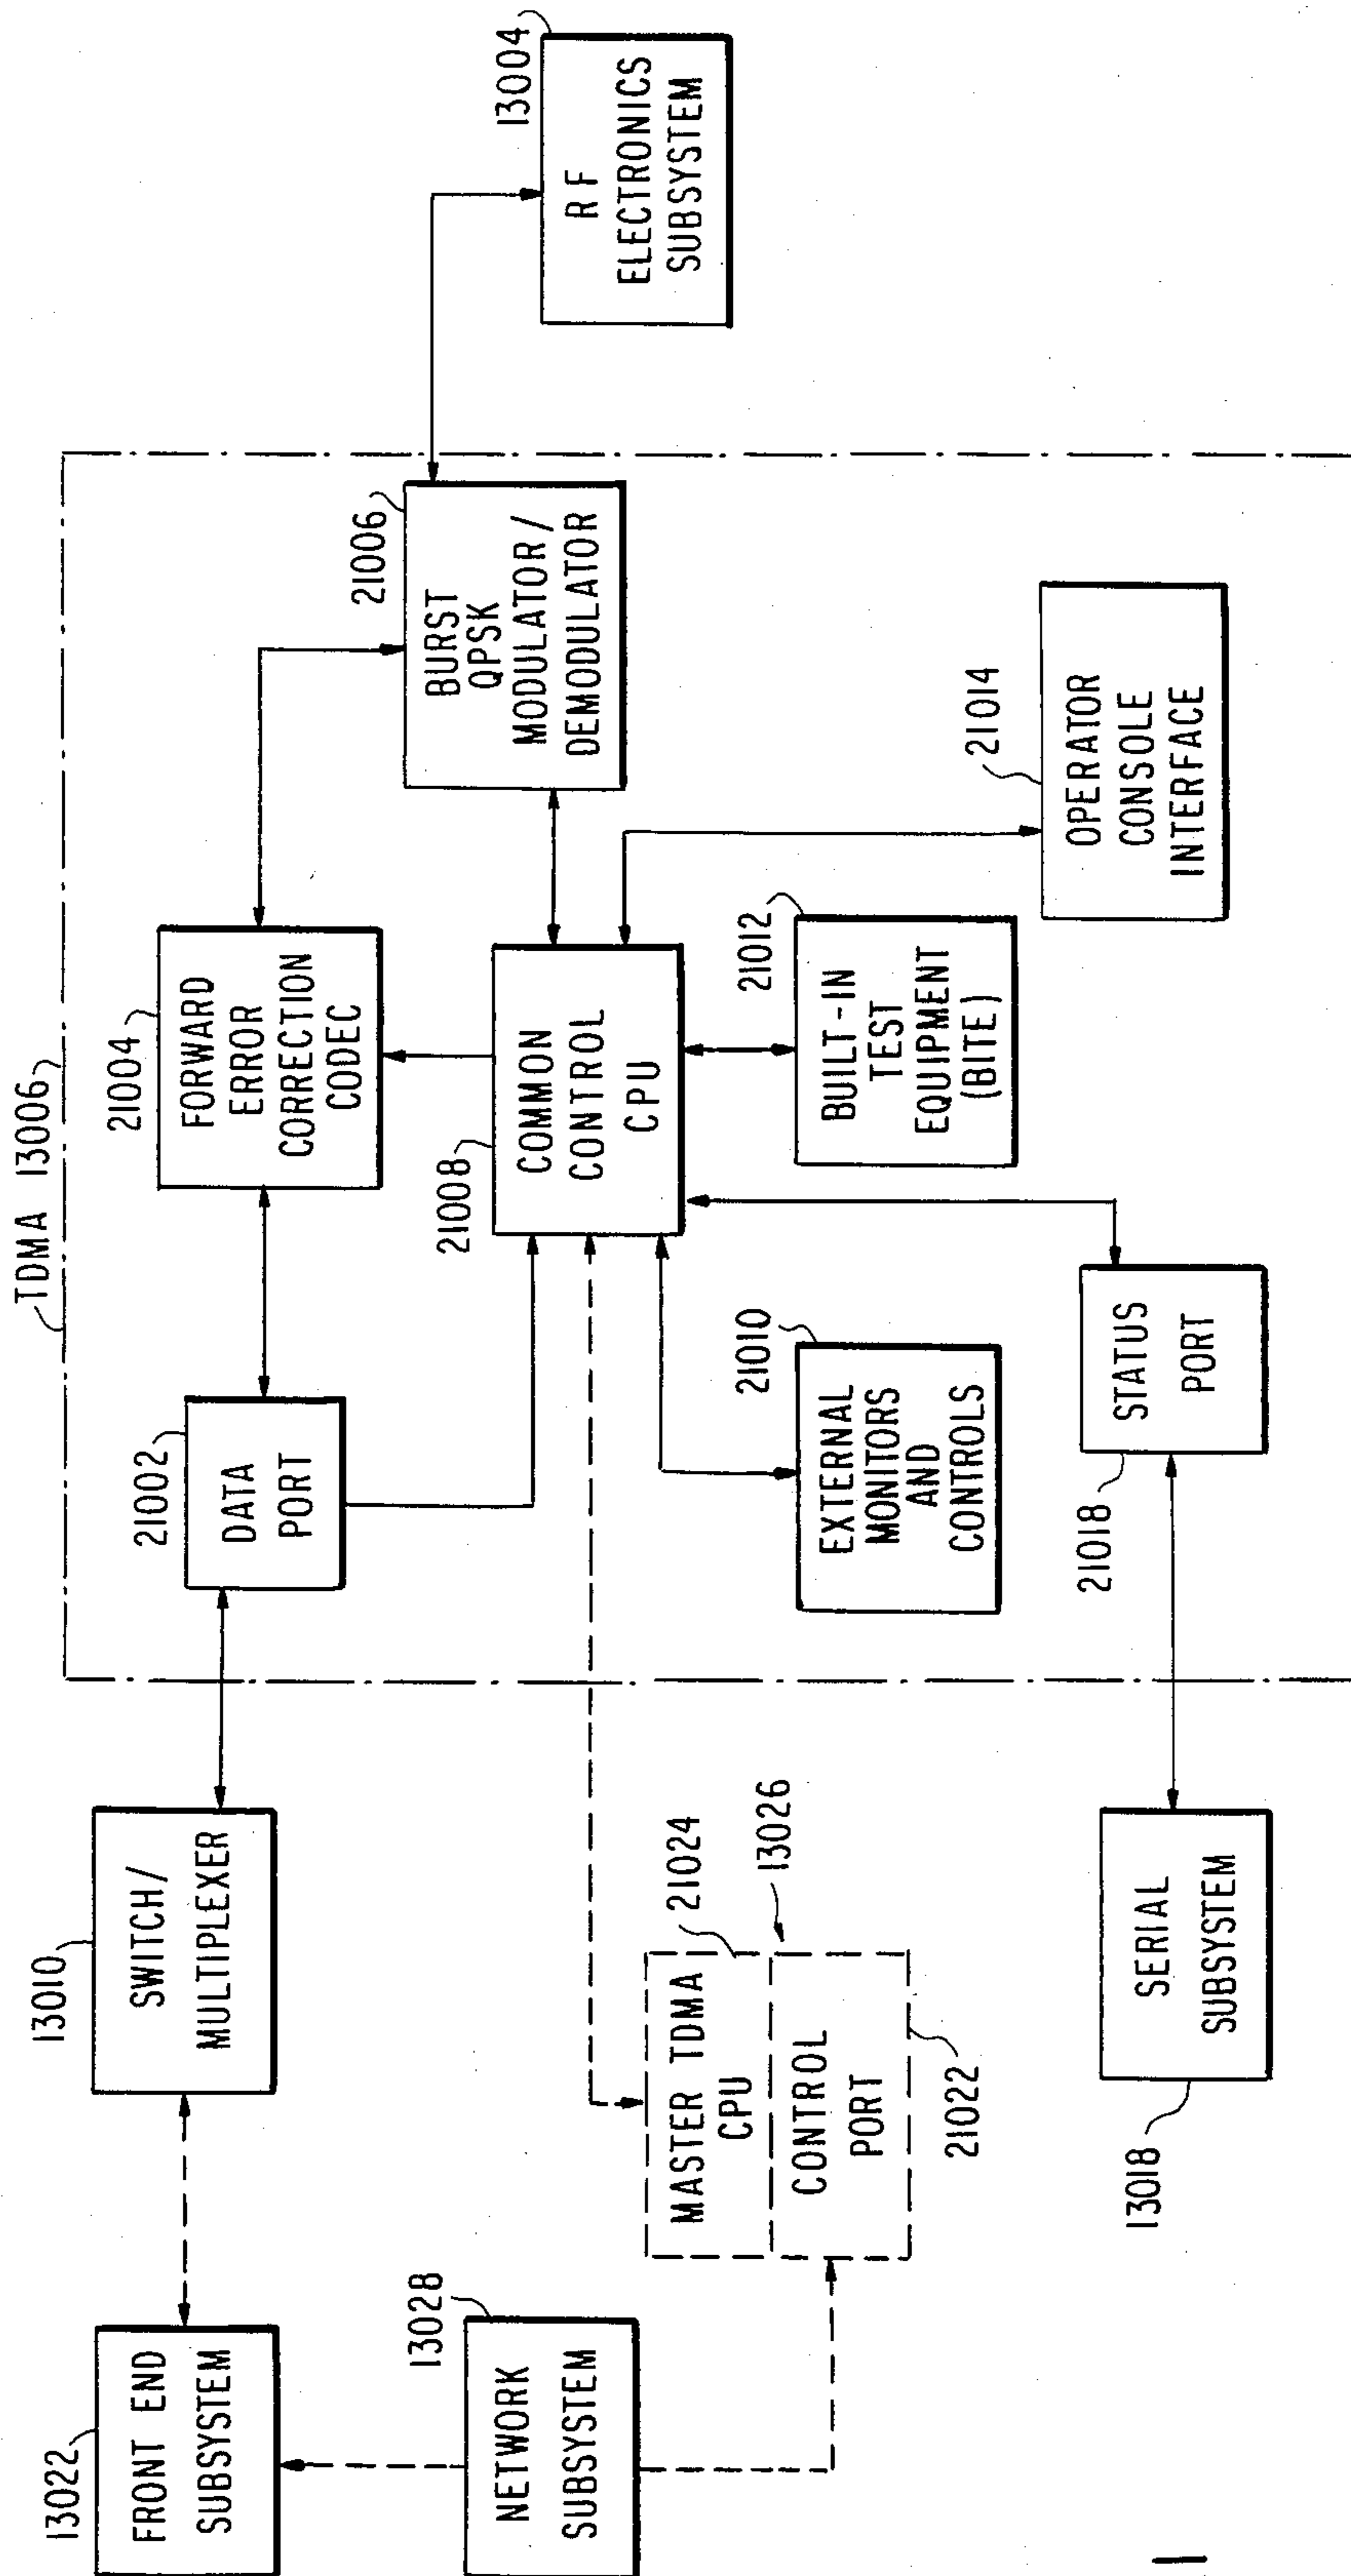 TDMA 13006
13022
FRONT END
SUBSYSTEM
13010
SWITCH/
MULTIPLEXER
21002
DATA
PORT
21004
FORWARD
ERROR
CORRECTION
CODEC
21006
BURST
QPSK
MODULATOR/
DEMODULATOR
13004
RF
ELECTRONICS
SUBSYSTEM
13028
NETWORK
SUBSYSTEM
21008
COMMON
CONTROL
CPU
MASTER TDMA
CPU
21024
13026
CONTROL
PORT
21022
21010
EXTERNAL
MONITORS
AND
CONTROLS
21012
BUILT-IN
TEST
EQUIPMENT
(BITE)
21014
OPERATOR
CONSOLE
INTERFACE
13018
SERIAL
SUBSYSTEM
21018
STATUS
PORT